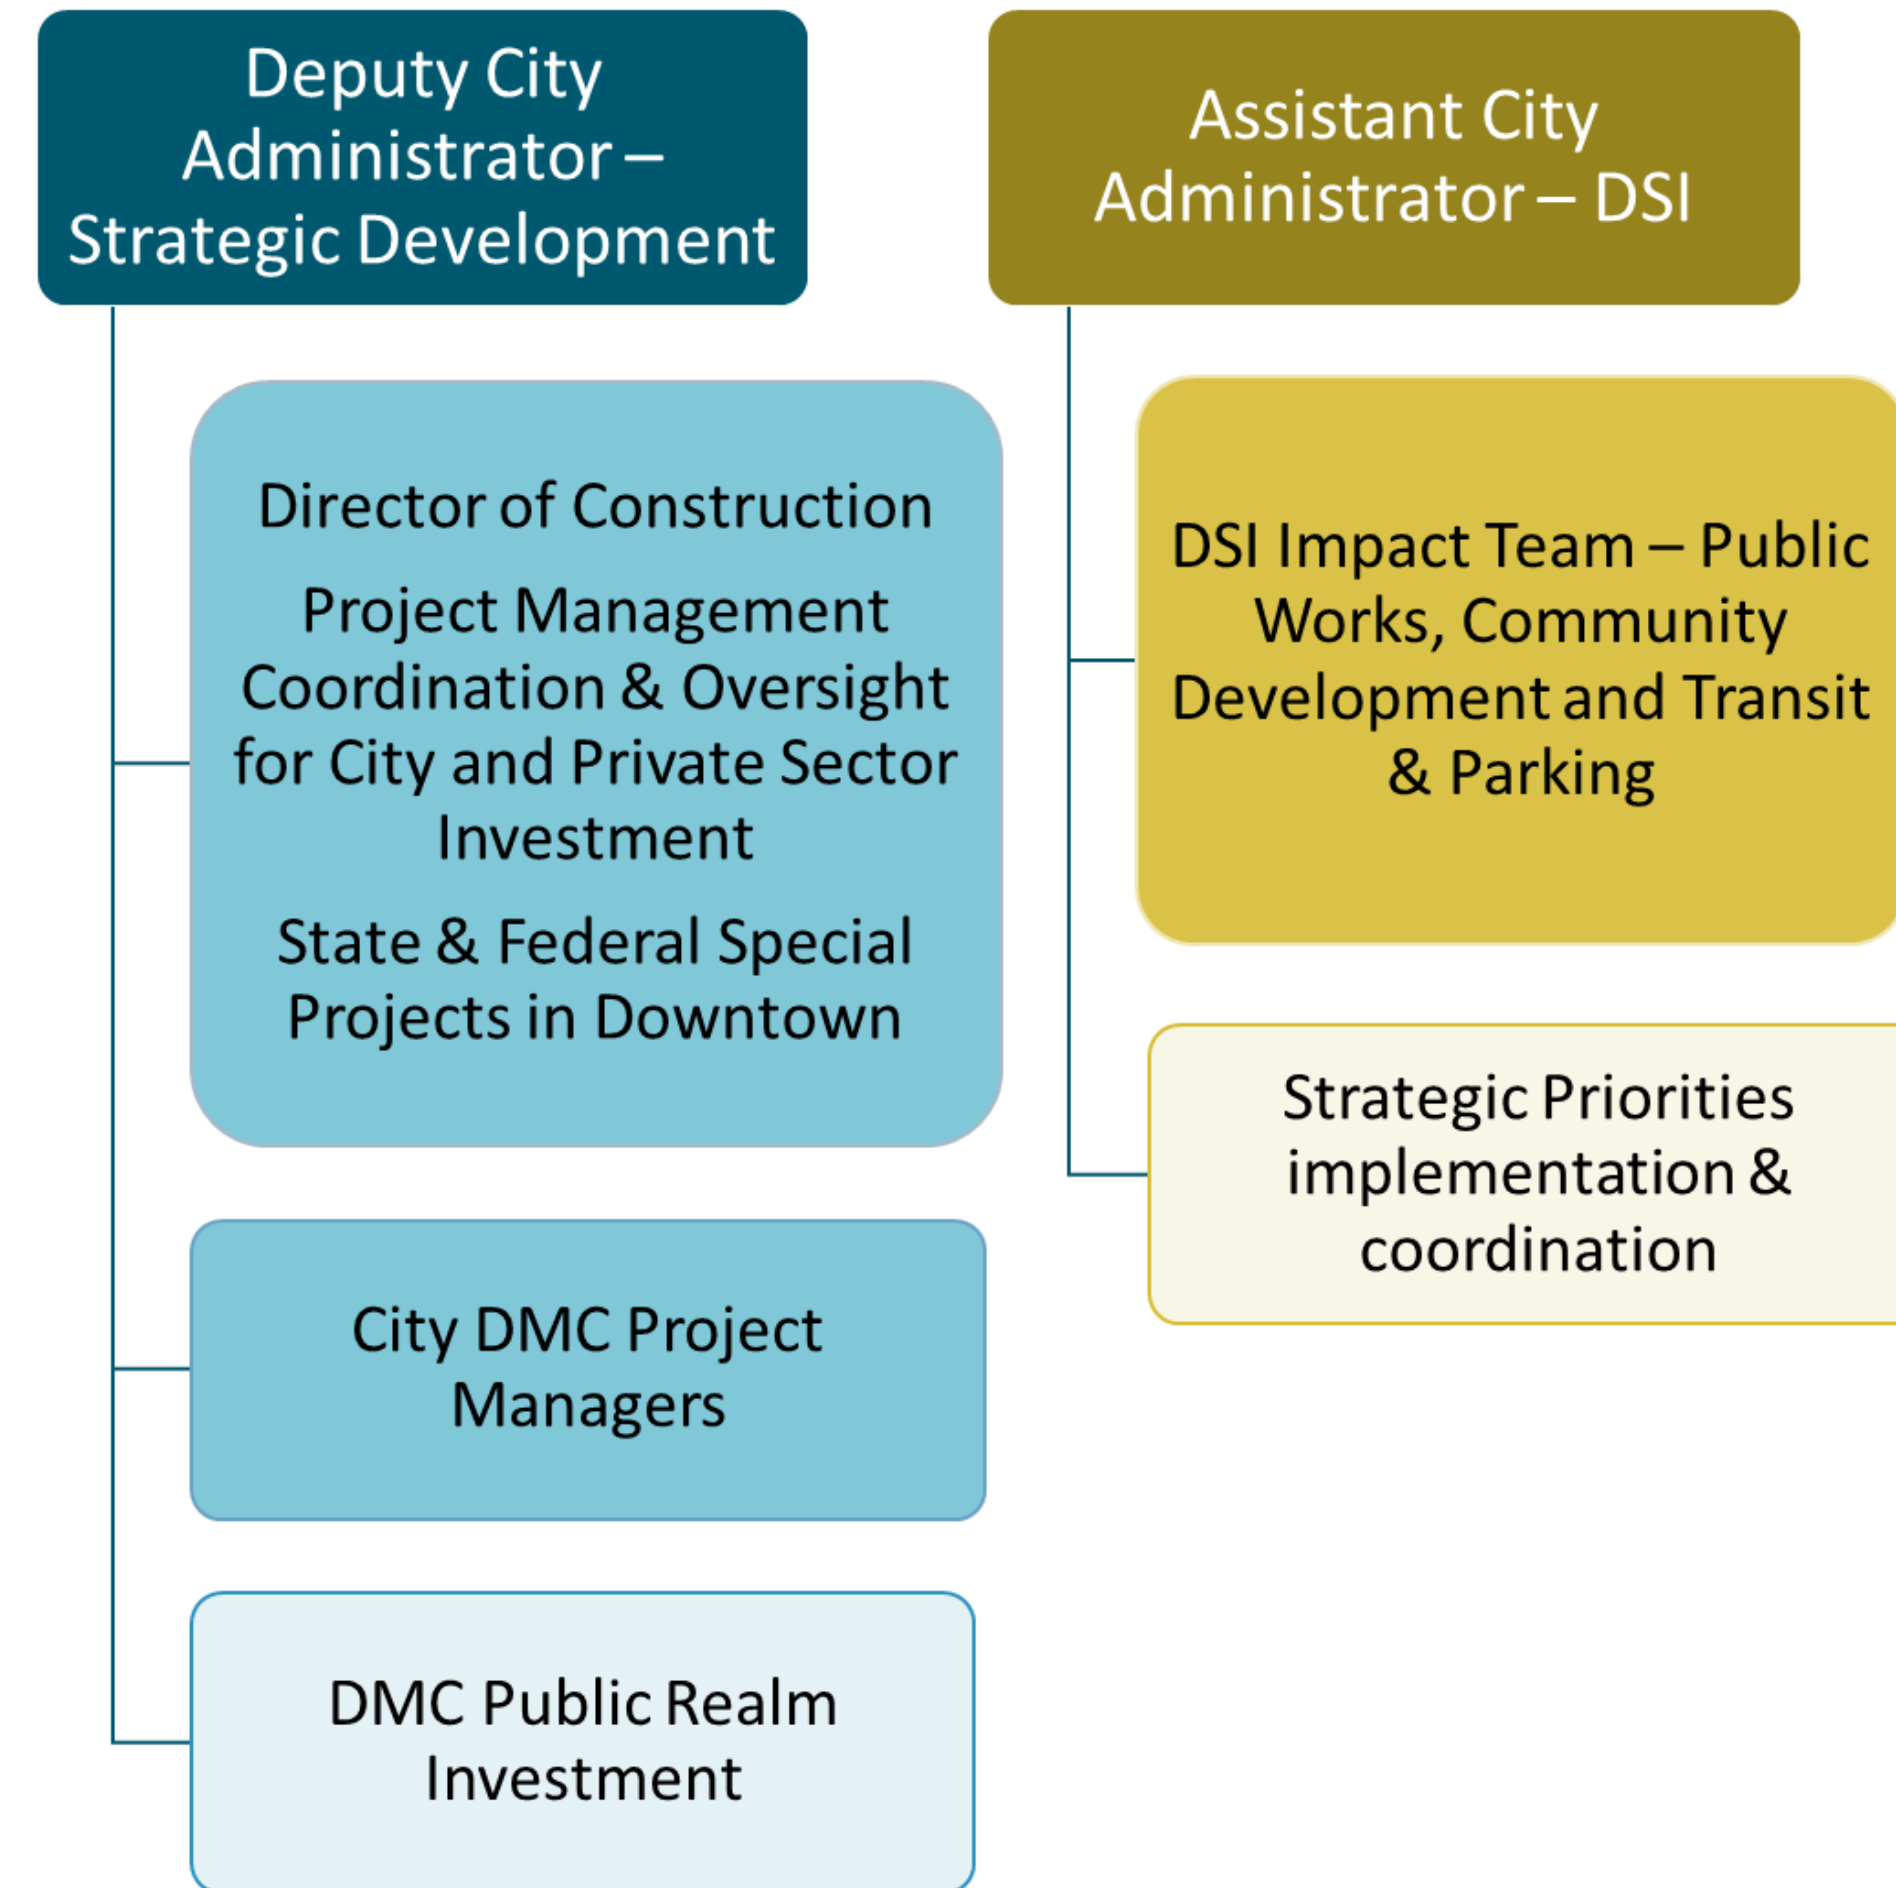 Deputy City
Administrator –
Strategic Development
Director of Construction
Project Management
Coordination & Oversight
for City and Private Sector
Investment
State & Federal Special
Projects in Downtown
City DMC Project
Managers
DMC Public Realm
Investment
Assistant City
Administrator – DSI
DSI Impact Team – Public
Works, Community
Development and Transit
& Parking
Strategic Priorities
implementation &
coordination